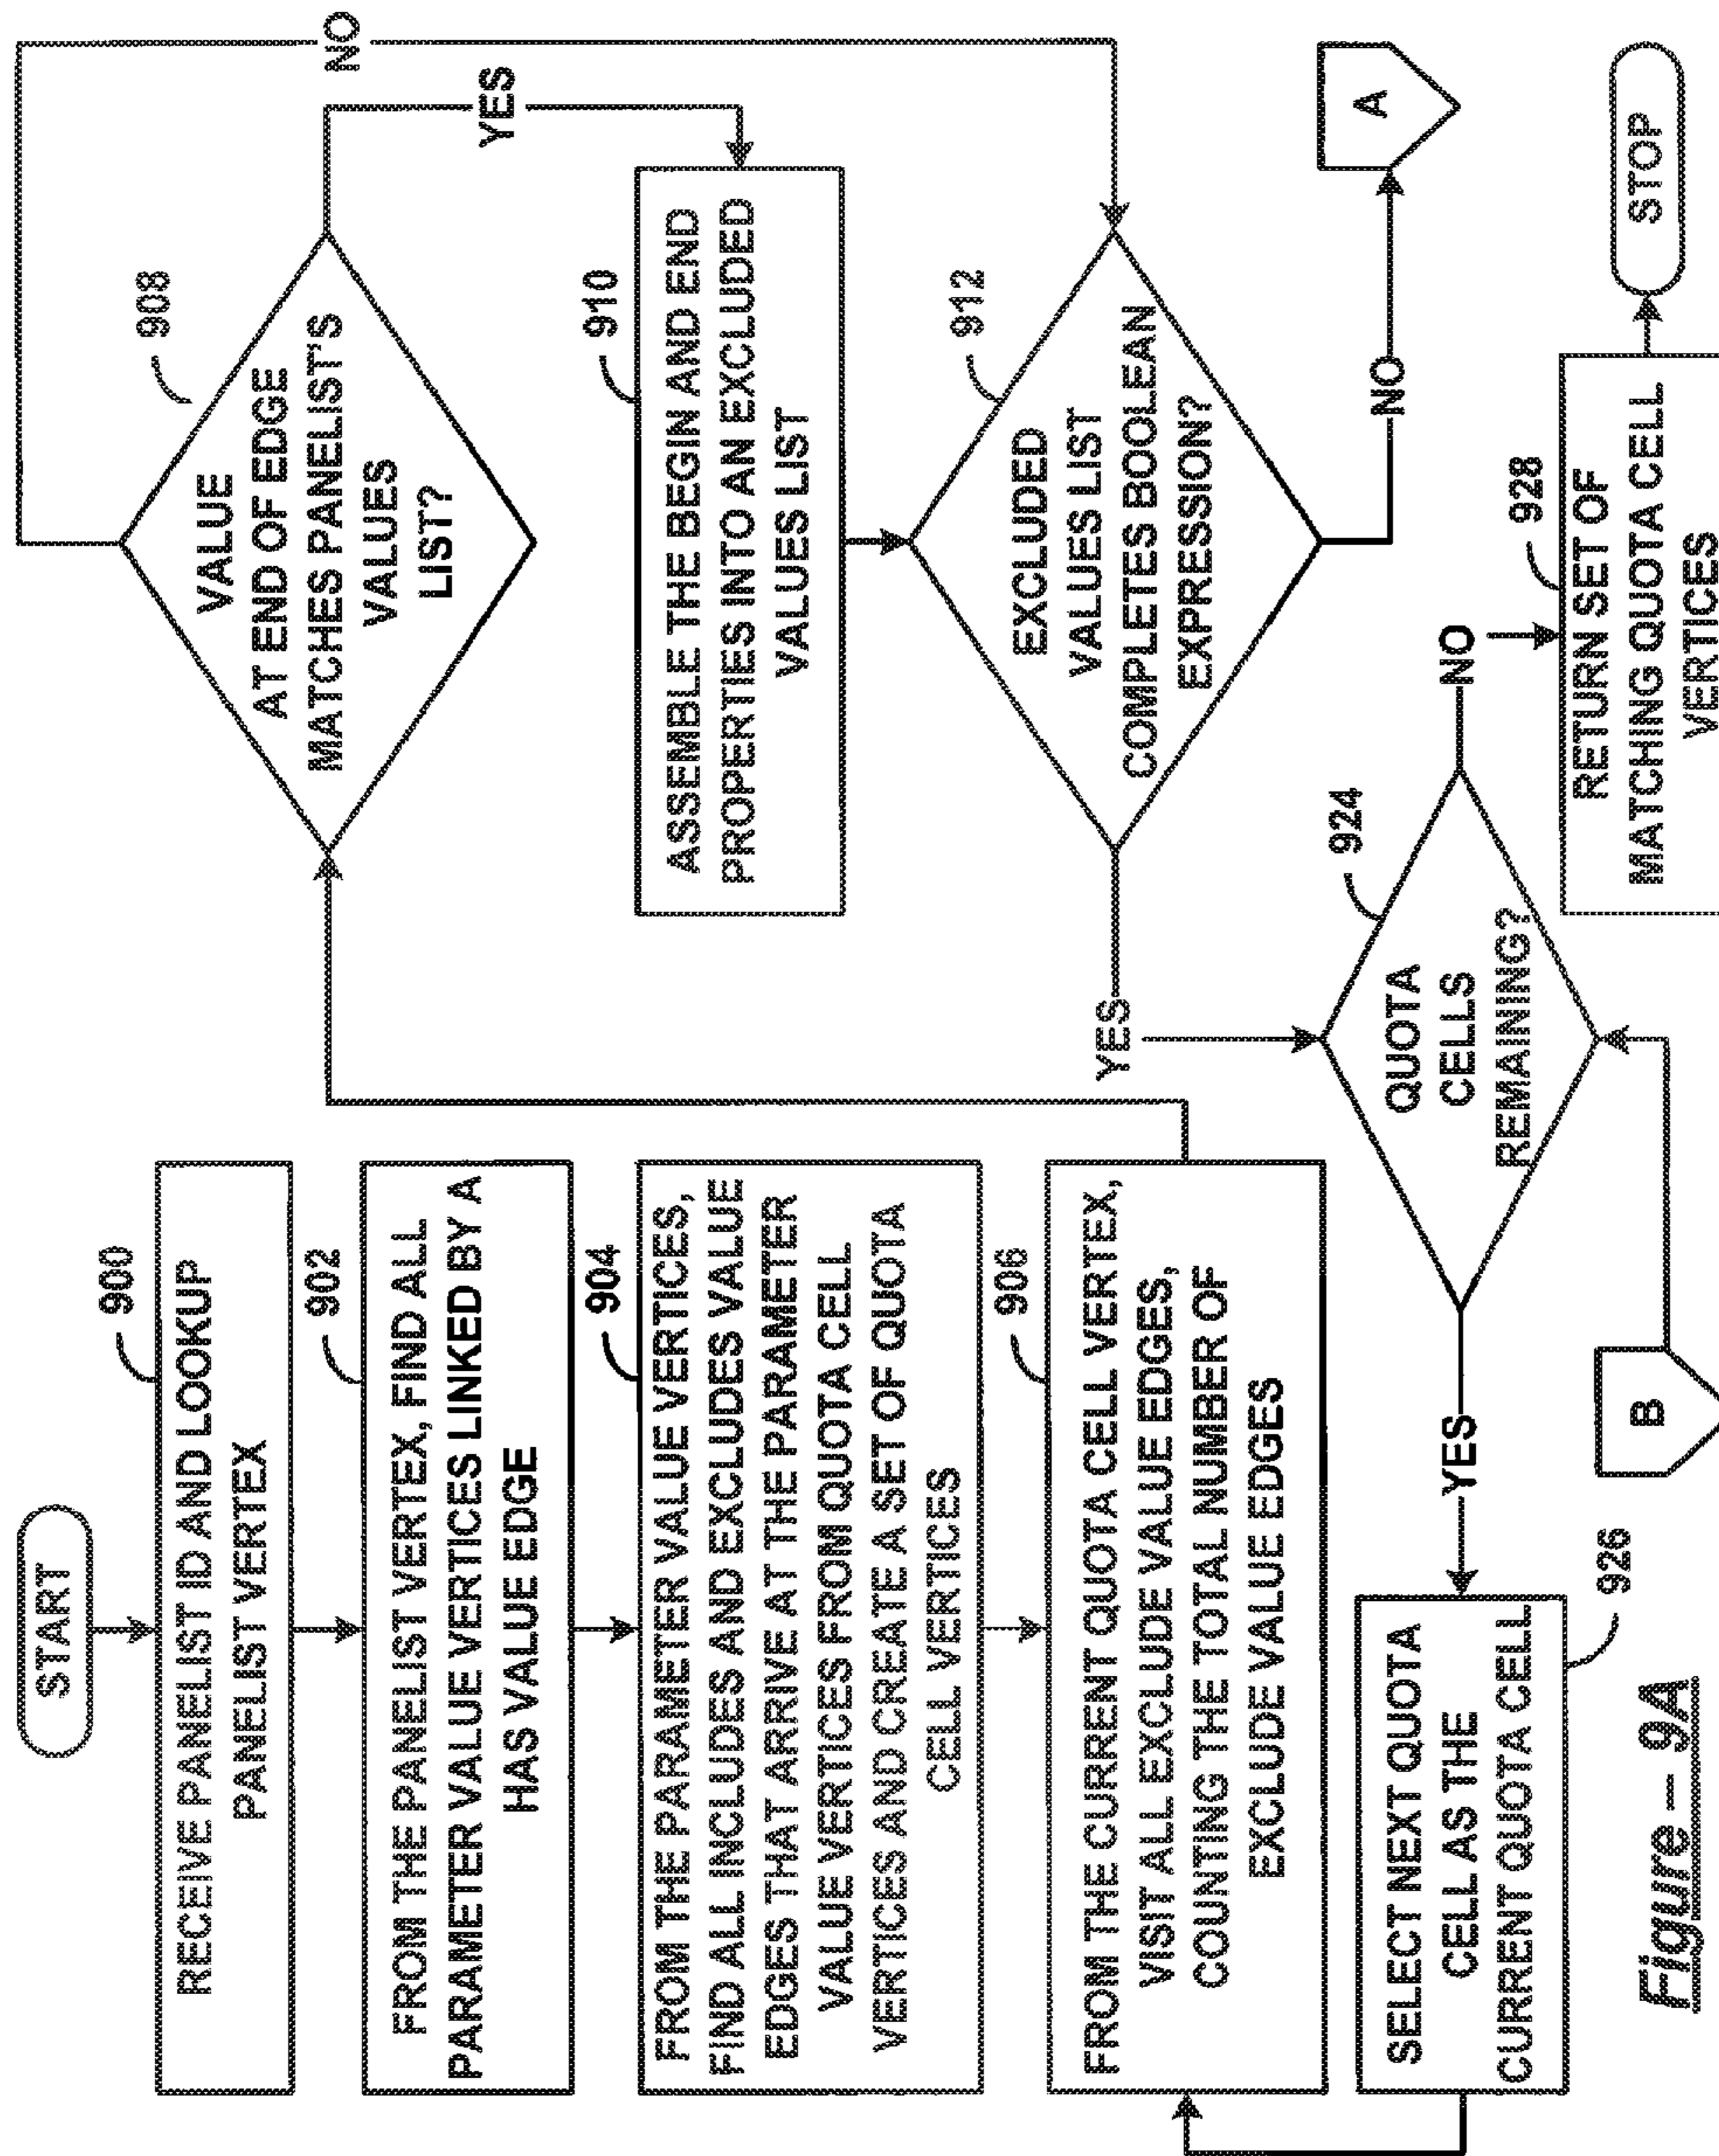 START
900
RECEIVE PANELIST ID AND LOOKUP
PANELIST VERTEX
902
FROM THE PANELIST VERTEX, FIND ALL
PARAMETER VALUE VERTICES LINKED BY A
HAS VALUE EDGE
904
FROM THE PARAMETER VALUE VERTICES,
FIND ALL INCLUDES AND EXCLUDES VALUE
EDGES THAT ARRIVE AT THE PARAMETER
VALUE VERTICES FROM QUOTA CELL
VERTICES AND CREATE A SET OF QUOTA
CELL VERTICES
906
FROM THE CURRENT QUOTA CELL VERTEX,
VISIT ALL EXCLUDE VALUE EDGES,
COUNTING THE TOTAL NUMBER OF
EXCLUDE VALUE EDGES
908
VALUE
AT END OF EDGE
MATCHES PANELIST'S
VALUES
LIST?
NO
YES
910
ASSEMBLE THE BEGIN AND END
PROPERTIES INTO AN EXCLUDED
VALUES LIST
912
EXCLUDED
VALUES LIST
COMPLETES BOOLEAN
EXPRESSION?
YES
NO
A
924
QUOTA
CELLS
REMAINING?
NO
YES
928
RETURN SET OF
MATCHING QUOTA CELL
VERTICES
STOP
926
SELECT NEXT QUOTA
CELL AS THE
CURRENT QUOTA CELL
B
Figure – 9A